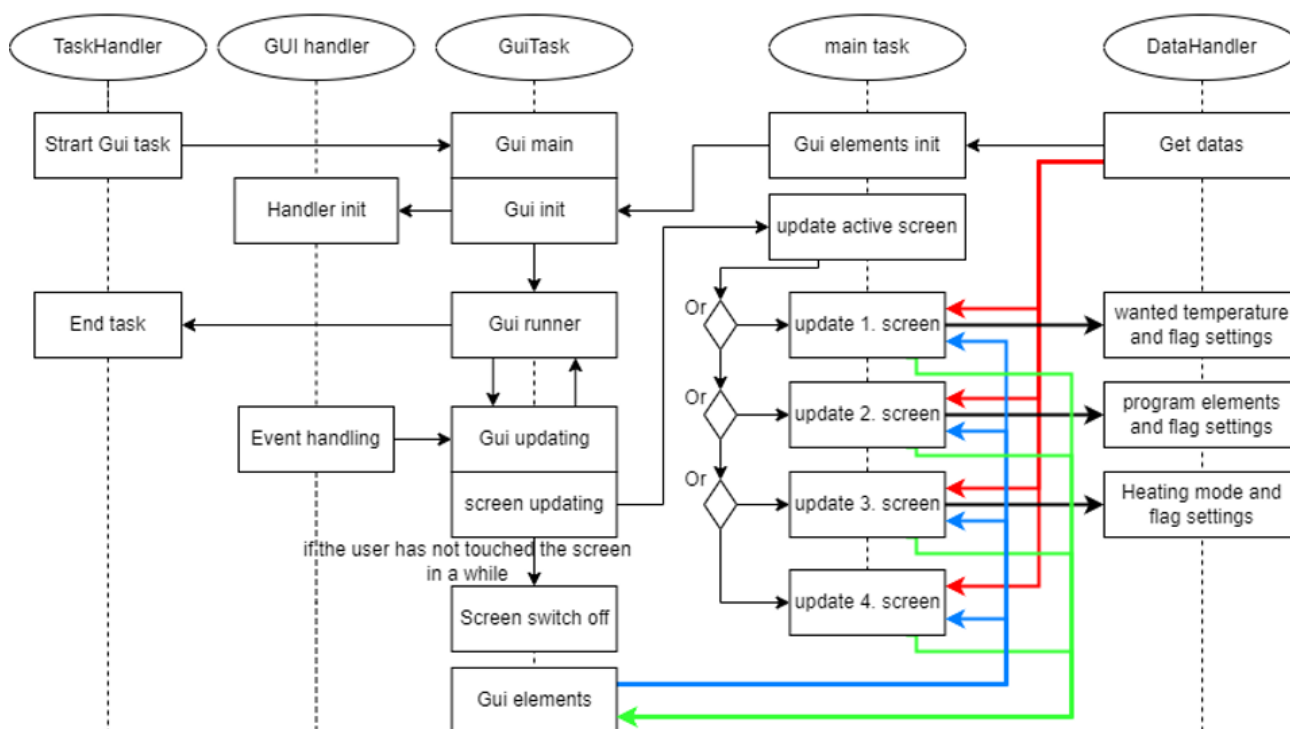 TaskHandler
GUI handler
GuiTask
main task
DataHandler
Strart Gui task
Gui main
Gui elements init
Get datas
Handler init
Gui init
update active screen
End task
Gui runner
Or
update 1. screen
wanted temperature
and flag settings
Event handling
Gui updating
Or
update 2. screen
program elements
and flag settings
screen updating
Or
update 3. screen
Heating mode and
flag settings
if the user has not touched the screen
in a while
Screen switch off
update 4. screen
Gui elements